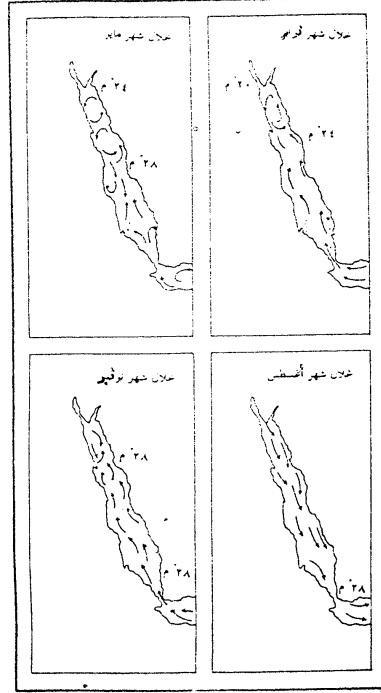 خلال شهر فبراير
٢٠ْ م
٢٤ْ م
خلال شهر مايو
٢٤ْ م
٢٨ْ م
خلال شهر أغسطس
٢٨ْ م
خلال شهر نوفمبر
٢٨ْ م
٢٨ْ م